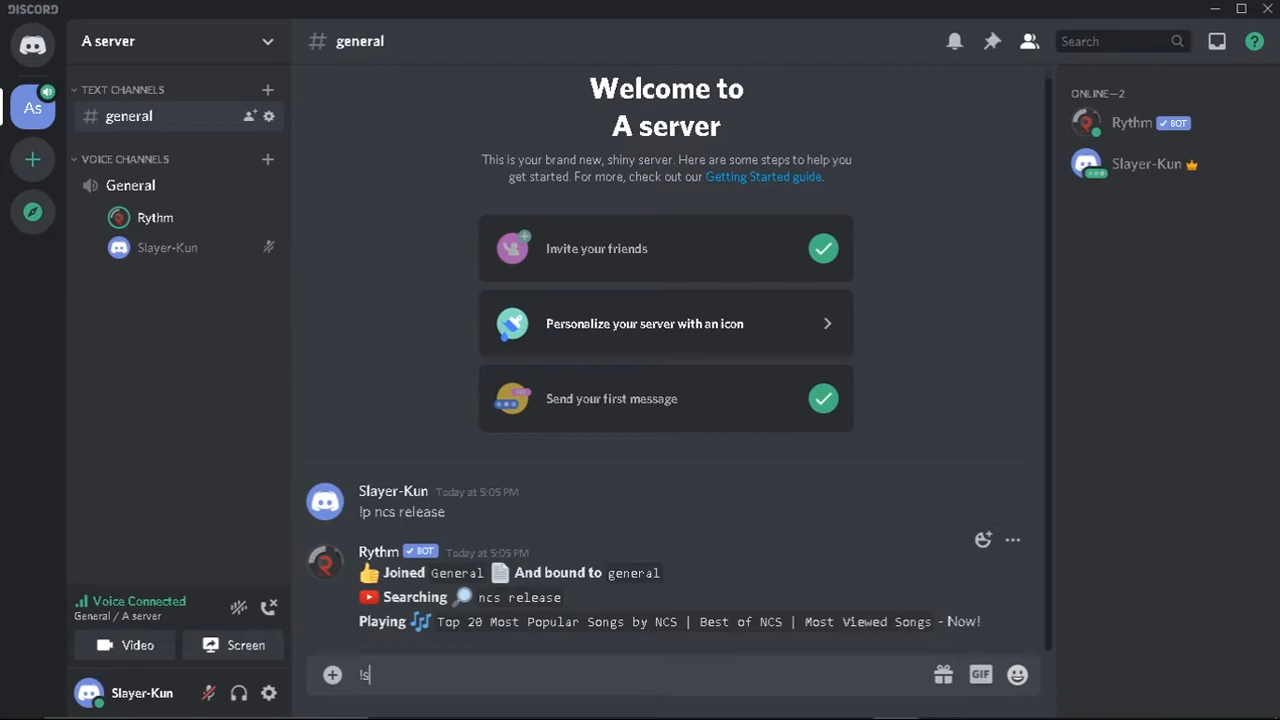 DISCORD
A server
general
Search
TEXT CHANNELS
general
VOICE CHANNELS
General
Rythm
Slayer-Kun
As
Welcome to
A server
This is your brand new, shiny server. Here are some steps to help you
get started. For more, check out our Getting Started guide.
Invite your friends
Personalize your server with an icon
Send your first message
Slayer-Kun Today at 5:05 PM
!p ncs release
Rythm BOT Today at 5:05 PM
Joined General And bound to general
Searching ncs release
Playing Top 20 Most Popular Songs by NCS | Best of NCS | Most Viewed Songs - Now!
!s
GIF
ONLINE—2
Rythm BOT
Slayer-Kun
Voice Connected
General / A server
Video
Screen
Slayer-Kun